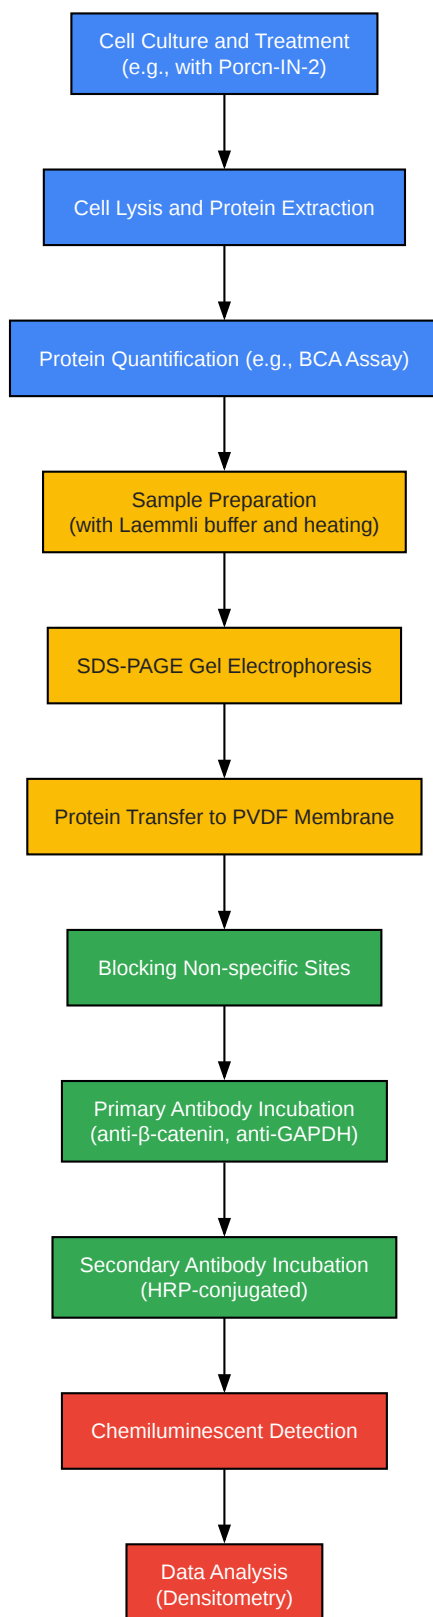 Cell Culture and Treatment
(e.g., with Porcn-IN-2)
Cell Lysis and Protein Extraction
Protein Quantification (e.g., BCA Assay)
Sample Preparation
(with Laemmli buffer and heating)
SDS-PAGE Gel Electrophoresis
Protein Transfer to PVDF Membrane
Blocking Non-specific Sites
Primary Antibody Incubation
(anti-β-catenin, anti-GAPDH)
Secondary Antibody Incubation
(HRP-conjugated)
Chemiluminescent Detection
Data Analysis
(Densitometry)